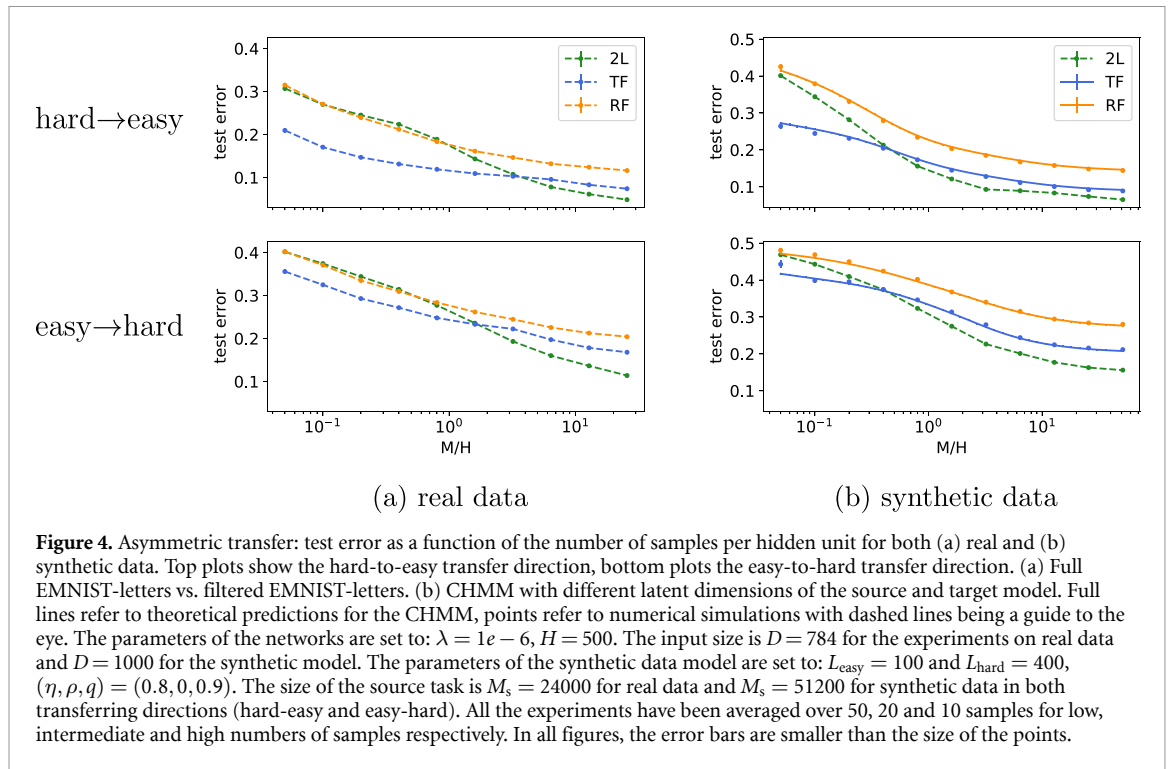 0.4
0.3
0.2
0.1
test error
2L
TF
RF
0.5
0.4
0.3
0.2
0.1
test error
2L
TF
RF
hard→easy
0.4
0.3
0.2
0.1
test error
10⁻¹
10⁰
10¹
M/H
0.5
0.4
0.3
0.2
0.1
test error
10⁻¹
10⁰
10¹
M/H
easy→hard
(a) real data
(b) synthetic data
Figure 4. Asymmetric transfer: test error as a function of the number of samples per hidden unit for both (a) real and (b)
synthetic data. Top plots show the hard-to-easy transfer direction, bottom plots the easy-to-hard transfer direction. (a) Full
EMNIST-letters vs. filtered EMNIST-letters. (b) CHMM with different latent dimensions of the source and target model. Full
lines refer to theoretical predictions for the CHMM, points refer to numerical simulations with dashed lines being a guide to the
eye. The parameters of the networks are set to: λ = 1e − 6, H = 500. The input size is D = 784 for the experiments on real data
and D = 1000 for the synthetic model. The parameters of the synthetic data model are set to: L_easy = 100 and L_hard = 400,
(η, ρ, q) = (0.8, 0, 0.9). The size of the source task is M_s = 24000 for real data and M_s = 51200 for synthetic data in both
transferring directions (hard-easy and easy-hard). All the experiments have been averaged over 50, 20 and 10 samples for low,
intermediate and high numbers of samples respectively. In all figures, the error bars are smaller than the size of the points.